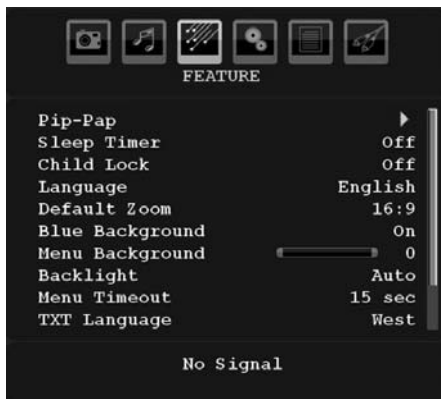 FEATURE
Pip-Pap
Sleep Timer Off
Child Lock Off
Language English
Default Zoom 16:9
Blue Background On
Menu Background 0
Backlight Auto
Menu Timeout 15 sec
TXT Language West
No Signal